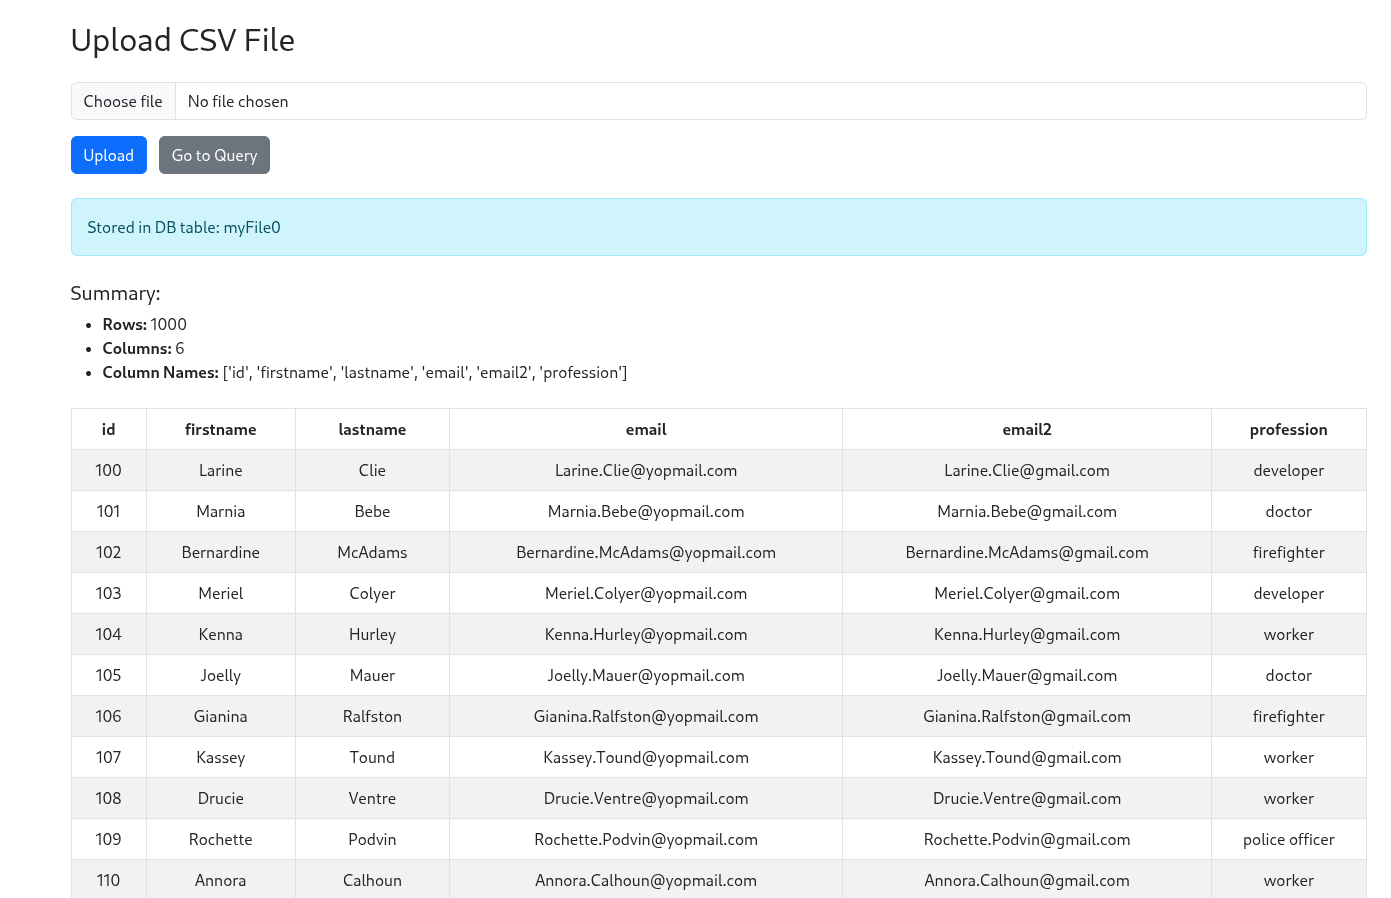 Upload CSV File
Choose file No file chosen
Upload Go to Query
Stored in DB table: myFile0
Summary:
• Rows: 1000
• Columns: 6
• Column Names: ['id', 'firstname', 'lastname', 'email', 'email2', 'profession']
id firstname lastname email email2 profession
100 Larine Clie Larine.Clie@yopmail.com Larine.Clie@gmail.com developer
101 Marnia Bebe Marnia.Bebe@yopmail.com Marnia.Bebe@gmail.com doctor
102 Bernardine McAdams Bernardine.McAdams@yopmail.com Bernardine.McAdams@gmail.com firefighter
103 Meriel Colyer Meriel.Colyer@yopmail.com Meriel.Colyer@gmail.com developer
104 Kenna Hurley Kenna.Hurley@yopmail.com Kenna.Hurley@gmail.com worker
105 Joelly Mauer Joelly.Mauer@yopmail.com Joelly.Mauer@gmail.com doctor
106 Gianina Ralfston Gianina.Ralfston@yopmail.com Gianina.Ralfston@gmail.com firefighter
107 Kassey Tound Kassey.Tound@yopmail.com Kassey.Tound@gmail.com worker
108 Drucie Ventre Drucie.Ventre@yopmail.com Drucie.Ventre@gmail.com worker
109 Rochette Podvin Rochette.Podvin@yopmail.com Rochette.Podvin@gmail.com police officer
110 Annora Calhoun Annora.Calhoun@yopmail.com Annora.Calhoun@gmail.com worker